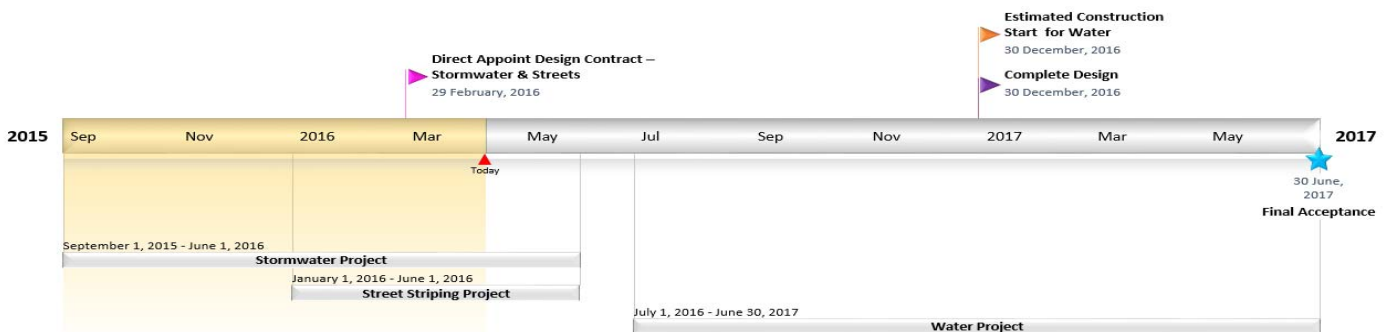 Estimated Construction
Start for Water
30 December, 2016
Direct Appoint Design Contract –
Stormwater & Streets
29 February, 2016
Complete Design
30 December, 2016
2015 Sep Nov 2016 Mar May Jul Sep Nov 2017 Mar May 2017
Today
30 June,
2017
Final Acceptance
September 1, 2015 - June 1, 2016
Stormwater Project
January 1, 2016 - June 1, 2016
Street Striping Project
July 1, 2016 - June 30, 2017
Water Project